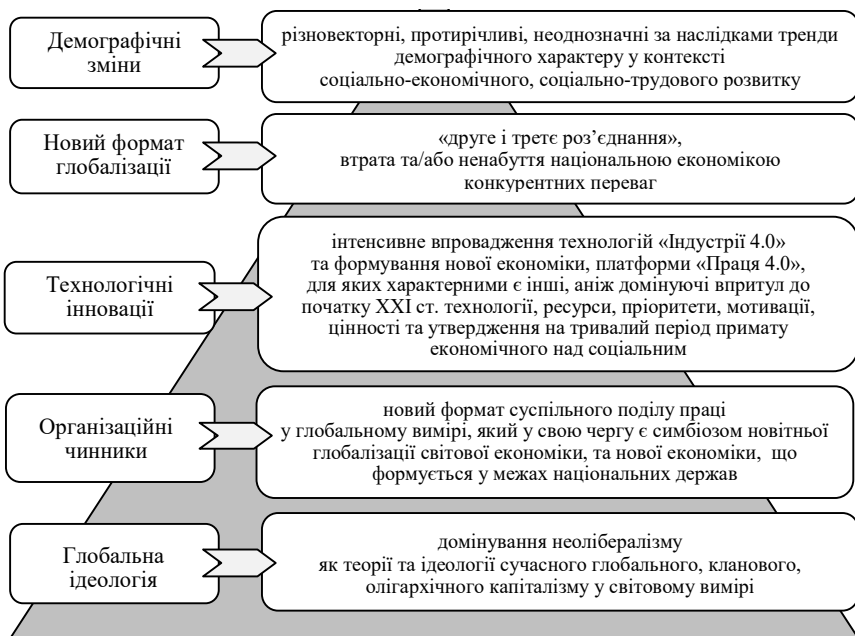 Демографічні
зміни
різновекторні, протирічливі, неоднозначні за наслідками тренди
демографічного характеру у контексті
соціально-економічного, соціально-трудового розвитку
Новий формат
глобалізації
«друге і третє роз’єднання»,
втрата та/або ненабуття національною економікою
конкурентних переваг
Технологічні
інновації
інтенсивне впровадження технологій «Індустрії 4.0»
та формування нової економіки, платформи «Праця 4.0»,
для яких характерними є інші, аніж домінуючі впритул до
початку ХХІ ст. технології, ресурси, пріоритети, мотивації,
цінності та утвердження на тривалий період примату
економічного над соціальним
Організаційні
чинники
новий формат суспільного поділу праці
у глобальному вимірі, який у свою чергу є симбіозом новітньої
глобалізації світової економіки, та нової економіки, що
формується у межах національних держав
Глобальна
ідеологія
домінування неолібералізму
як теорії та ідеології сучасного глобального, кланового,
олігархічного капіталізму у світовому вимірі